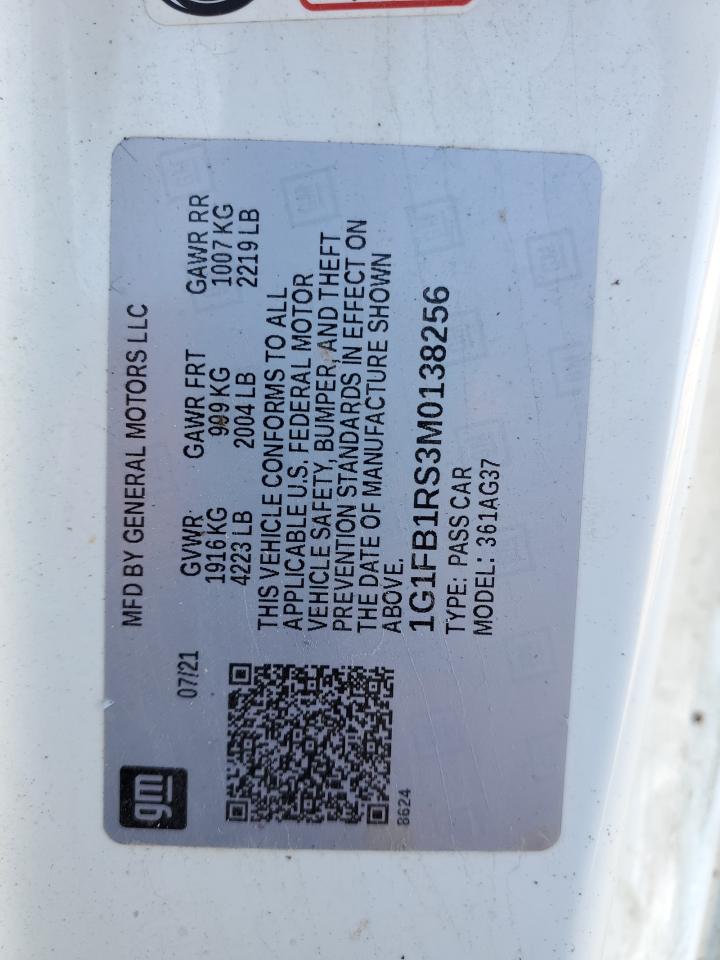 gm
MFD BY GENERAL MOTORS LLC
07/21
GVWR GAWR FRT GAWR RR
1916 KG 909 KG 1007 KG
4223 LB 2004 LB 2219 LB
THIS VEHICLE CONFORMS TO ALL
APPLICABLE U.S. FEDERAL MOTOR
VEHICLE SAFETY, BUMPER, AND THEFT
PREVENTION STANDARDS IN EFFECT ON
THE DATE OF MANUFACTURE SHOWN
ABOVE.
1G1FB1RS3M0138256
TYPE: PASS CAR
MODEL: 361AG37
8624